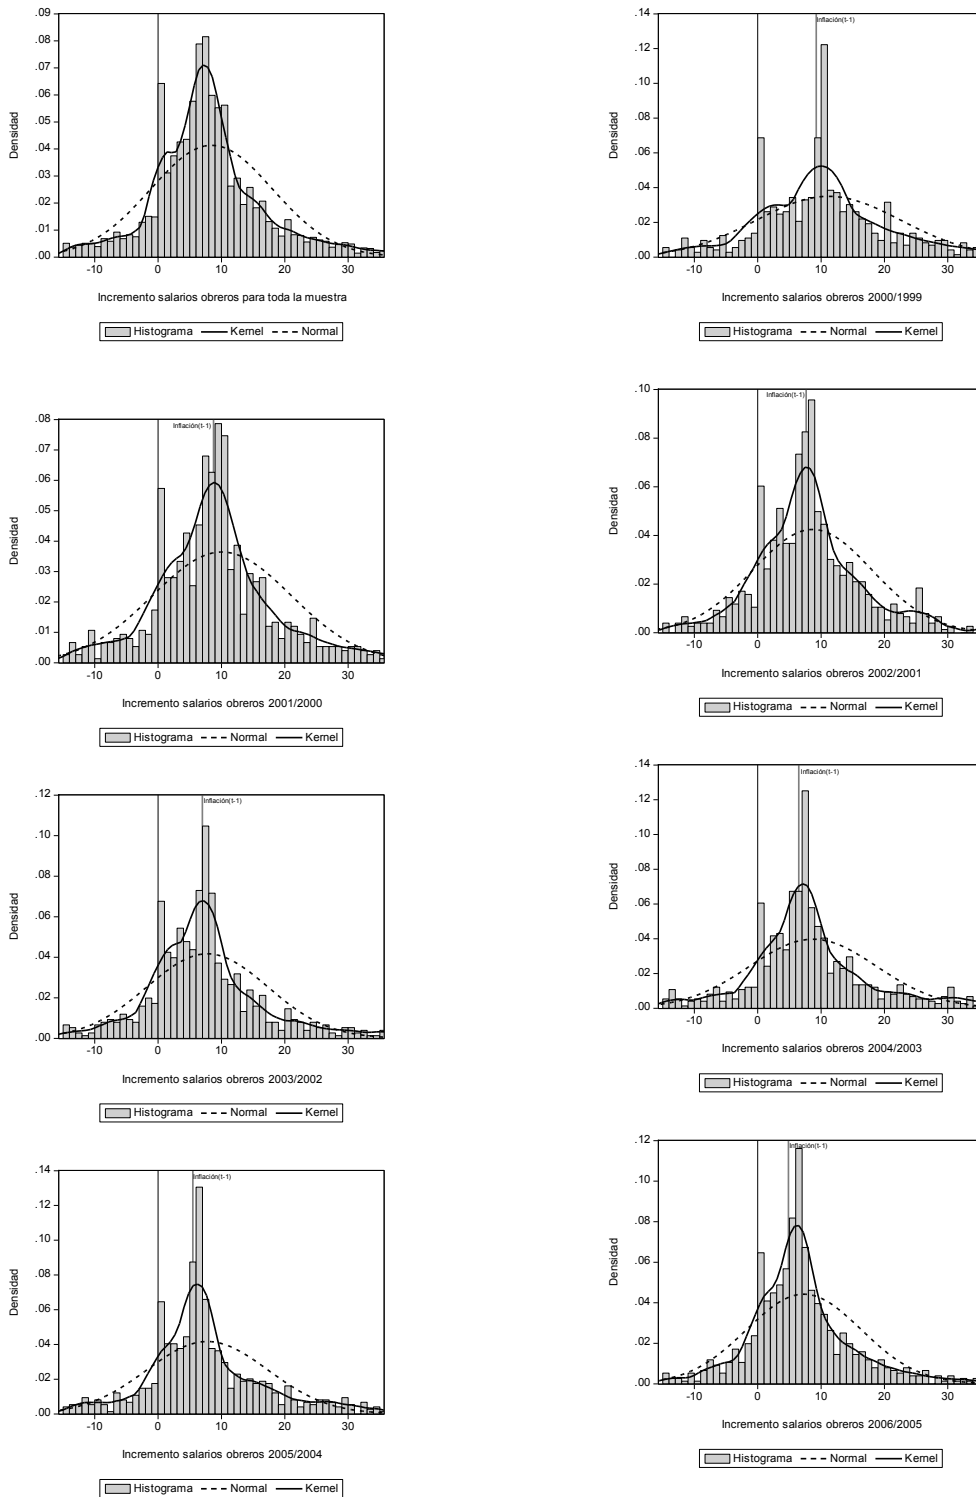 .09
.08
.07
.06
.05
.04
.03
.02
.01
.00
Densidad
-10 0 10 20 30
Incremento salarios obreros para toda la muestra
Histograma Kernel Normal
.14
.12
.10
.08
.06
.04
.02
.00
Densidad
Inflación(t-1)
-10 0 10 20 30
Incremento salarios obreros 2000/1999
Histograma Normal Kernel
.08
.07
.06
.05
.04
.03
.02
.01
.00
Densidad
Inflación(t-1)
-10 0 10 20 30
Incremento salarios obreros 2001/2000
Histograma Normal Kernel
.10
.08
.06
.04
.02
.00
Densidad
Inflación(t-1)
-10 0 10 20 30
Incremento salarios obreros 2002/2001
Histograma Normal Kernel
.12
.10
.08
.06
.04
.02
.00
Densidad
Inflación(t-1)
-10 0 10 20 30
Incremento salarios obreros 2003/2002
Histograma Normal Kernel
.14
.12
.10
.08
.06
.04
.02
.00
Densidad
Inflación(t-1)
-10 0 10 20 30
Incremento salarios obreros 2004/2003
Histograma Normal Kernel
.14
.12
.10
.08
.06
.04
.02
.00
Densidad
Inflación(t-1)
-10 0 10 20 30
Incremento salarios obreros 2005/2004
Histograma Normal Kernel
.12
.10
.08
.06
.04
.02
.00
Densidad
Inflación(t-1)
-10 0 10 20 30
Incremento salarios obreros 2006/2005
Histograma Normal Kernel